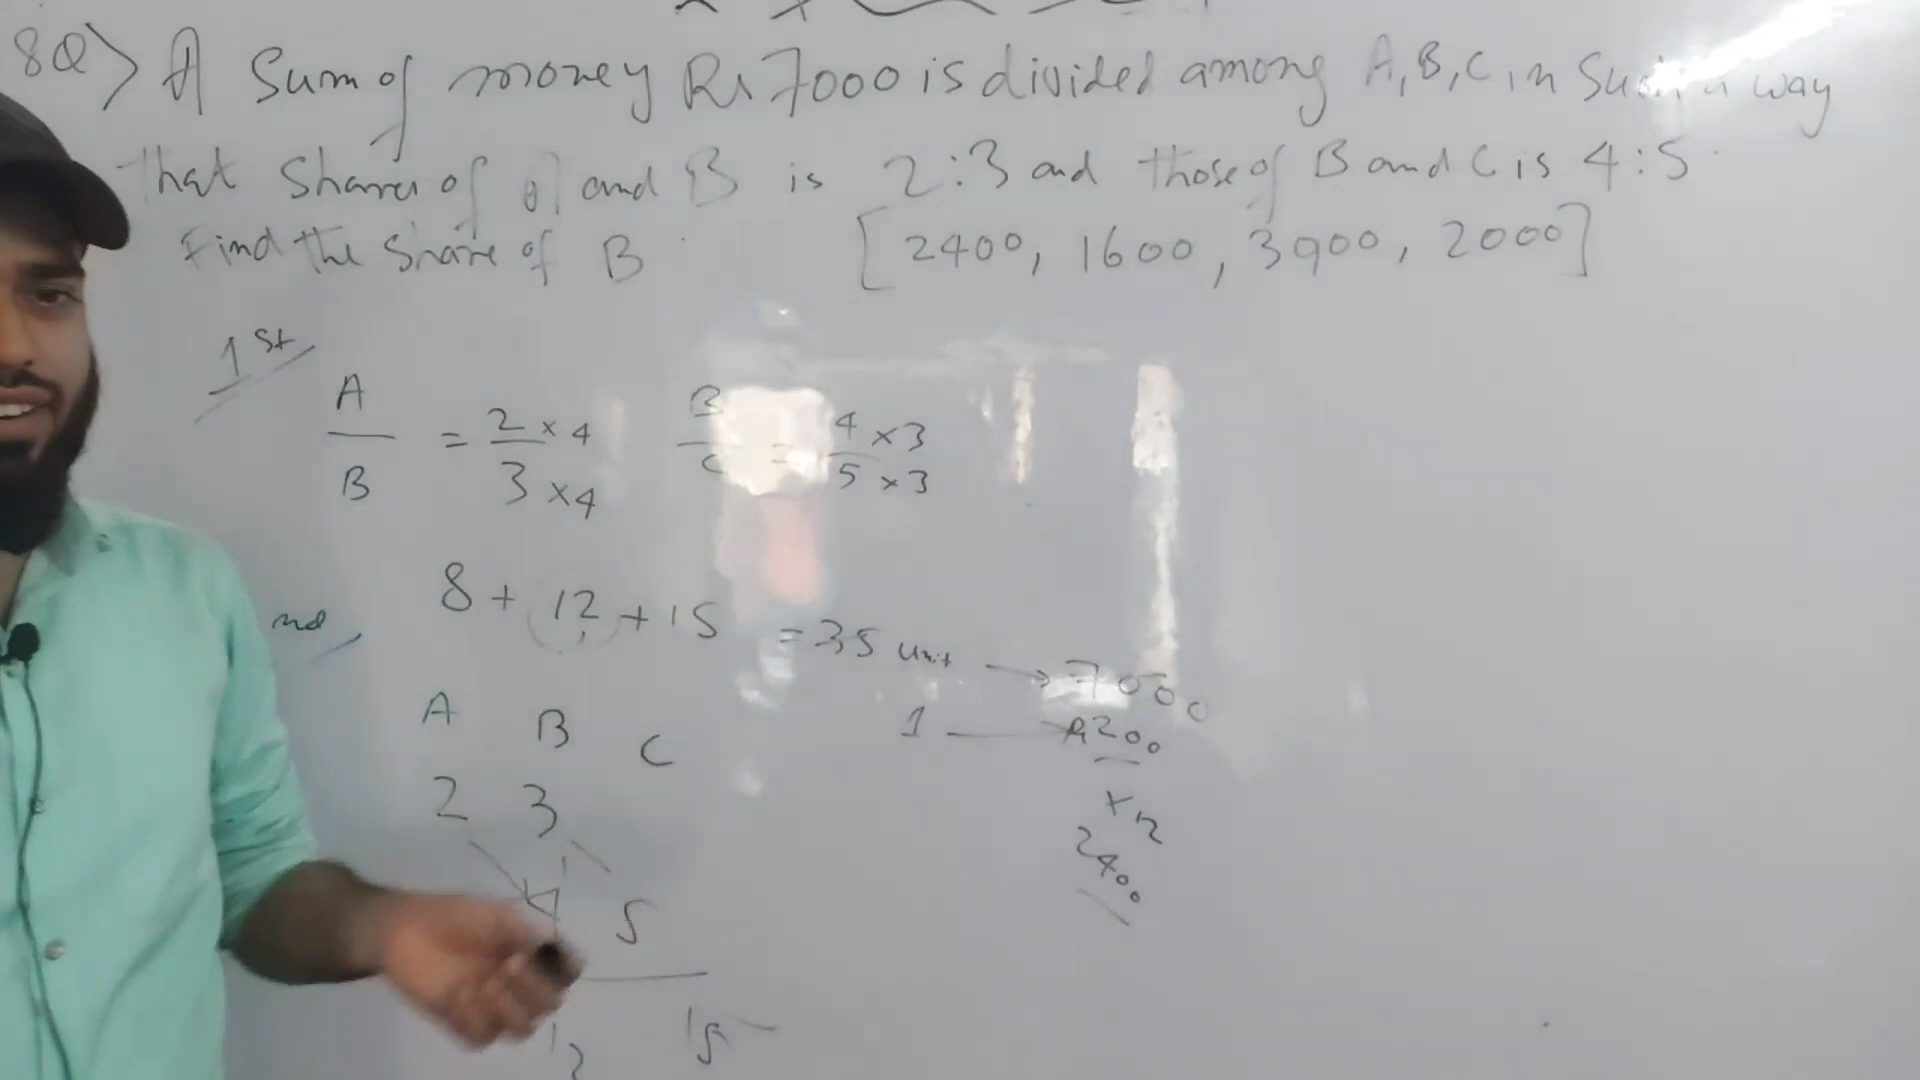 8Q> A Sum of money Rs 7000 is divided among A, B, C, in Such a way
that Share of A and B is 2:3 and those of B and C is 4:5.
Find the Share of B. [2400, 1600, 3900, 2000]
1st
A/B = 2×4/3×4 B/C = 4×3/5×3
8 + 12 + 15 = 35 unit → 7000
nd
1 — Rs 200
A B C
× 12
2 3
2400
4 5
12 15